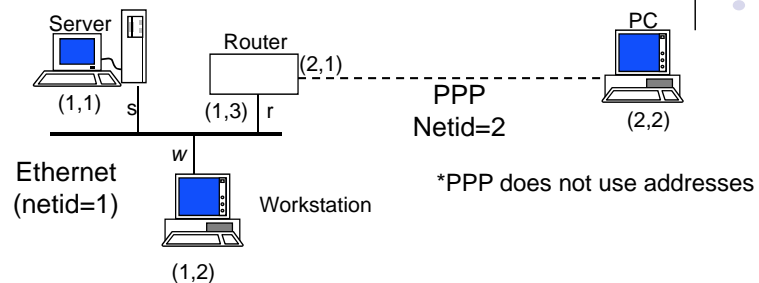 Server
PC
Router
(2,1)
(1,1)
s
(1,3)
r
PPP
Netid=2
(2,2)
w
Ethernet
(netid=1)
*PPP does not use addresses
Workstation
(1,2)